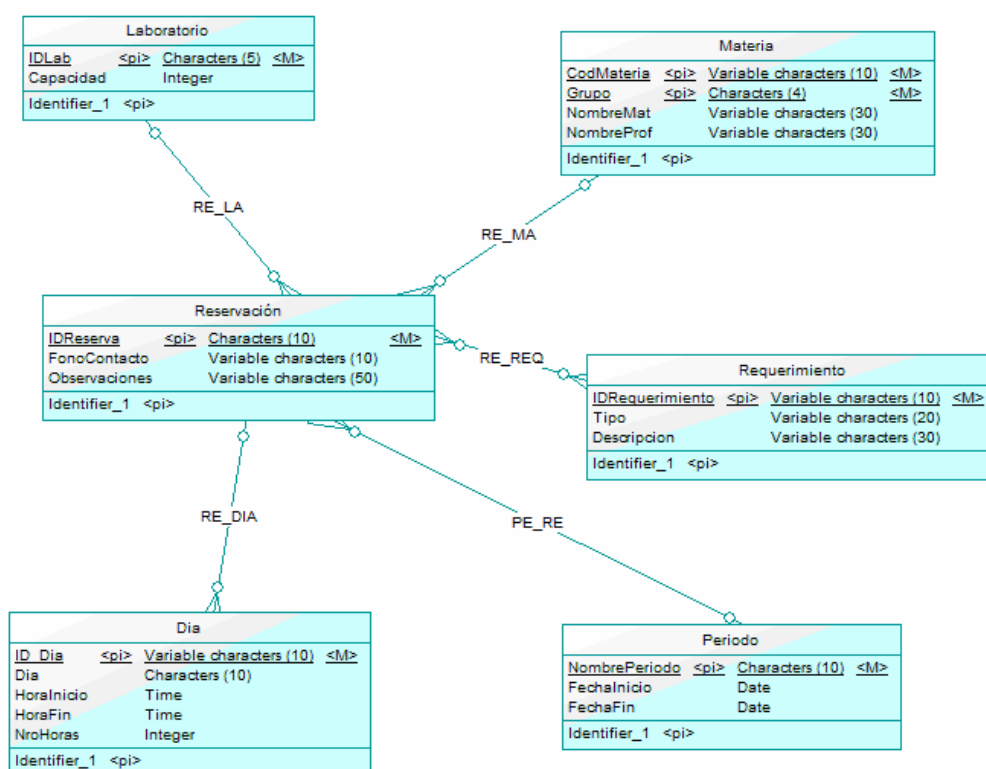 Laboratorio
IDLab <pi> Characters (5) <M>
Capacidad Integer
Identifier_1 <pi>
Materia
CodMateria <pi> Variable characters (10) <M>
Grupo <pi> Characters (4) <M>
NombreMat Variable characters (30)
NombreProf Variable characters (30)
Identifier_1 <pi>
RE_LA
RE_MA
Reservación
IDReserva <pi> Characters (10) <M>
FonoContacto Variable characters (10)
Observaciones Variable characters (50)
Identifier_1 <pi>
RE_REQ
Requerimiento
IDRequerimiento <pi> Variable characters (10) <M>
Tipo Variable characters (20)
Descripcion Variable characters (30)
Identifier_1 <pi>
RE_DIA
PE_RE
Dia
ID_Dia <pi> Variable characters (10) <M>
Dia Characters (10)
HoraInicio Time
HoraFin Time
NroHoras Integer
Identifier_1 <pi>
Periodo
NombrePeriodo <pi> Characters (10) <M>
FechaInicio Date
FechaFin Date
Identifier_1 <pi>